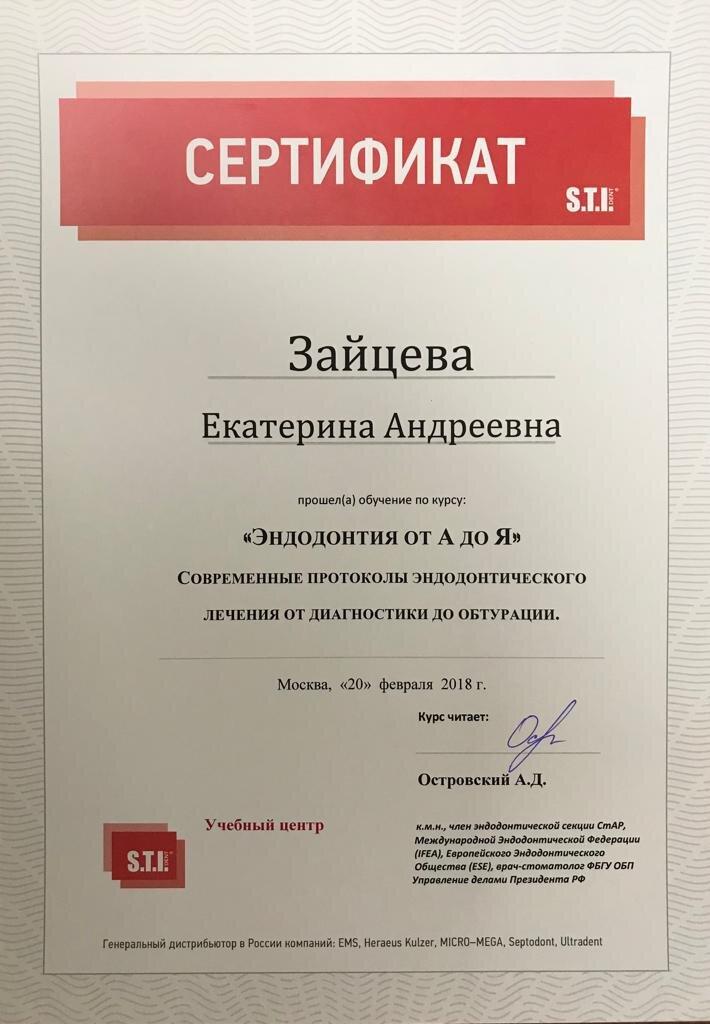 СЕРТИФИКАТ
S.T.I.DENT®
Зайцева
Екатерина Андреевна
прошел(а) обучение по курсу:
«Эндодонтия от А до Я»
Современные протоколы эндодонтического
лечения от диагностики до обтурации.
Москва, «20» февраля 2018 г.
Курс читает:
Островский А.Д.
Учебный центр
S.T.I.DENT
к.м.н., член эндодонтической секции СтАР,
Международной Эндодонтической Федерации
(IFEA), Европейского Эндодонтического
Общества (ESE), врач-стоматолог ФБГУ ОБП
Управление делами Президента РФ
Генеральный дистрибьютор в России компаний: EMS, Heraeus Kulzer, MICRO–MEGA, Septodont, Ultradent